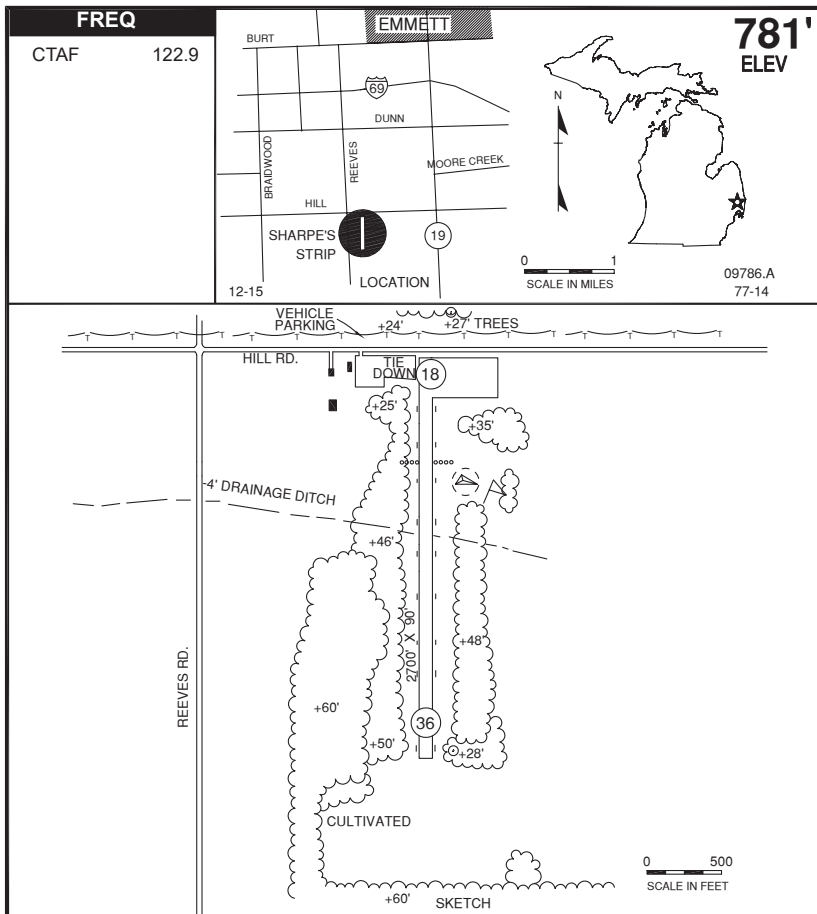 FREQ
CTAF 122.9
EMMETT
BURT
69
DUNN
BRAIDWOOD
REEVES
MOORE CREEK
HILL
SHARPE'S
STRIP
19
LOCATION
12-15
781'
ELEV
N
0 1
SCALE IN MILES
09786.A
77-14
VEHICLE
PARKING
+24'
+27' TREES
T T T T T T T T T
HILL RD.
TIE
DOWN
18
+25'
+35'
-4' DRAINAGE DITCH
+46'
2700' X 90'
+48'
REEVES RD.
+60'
36
+50'
+28'
CULTIVATED
+60'
SKETCH
0 500
SCALE IN FEET